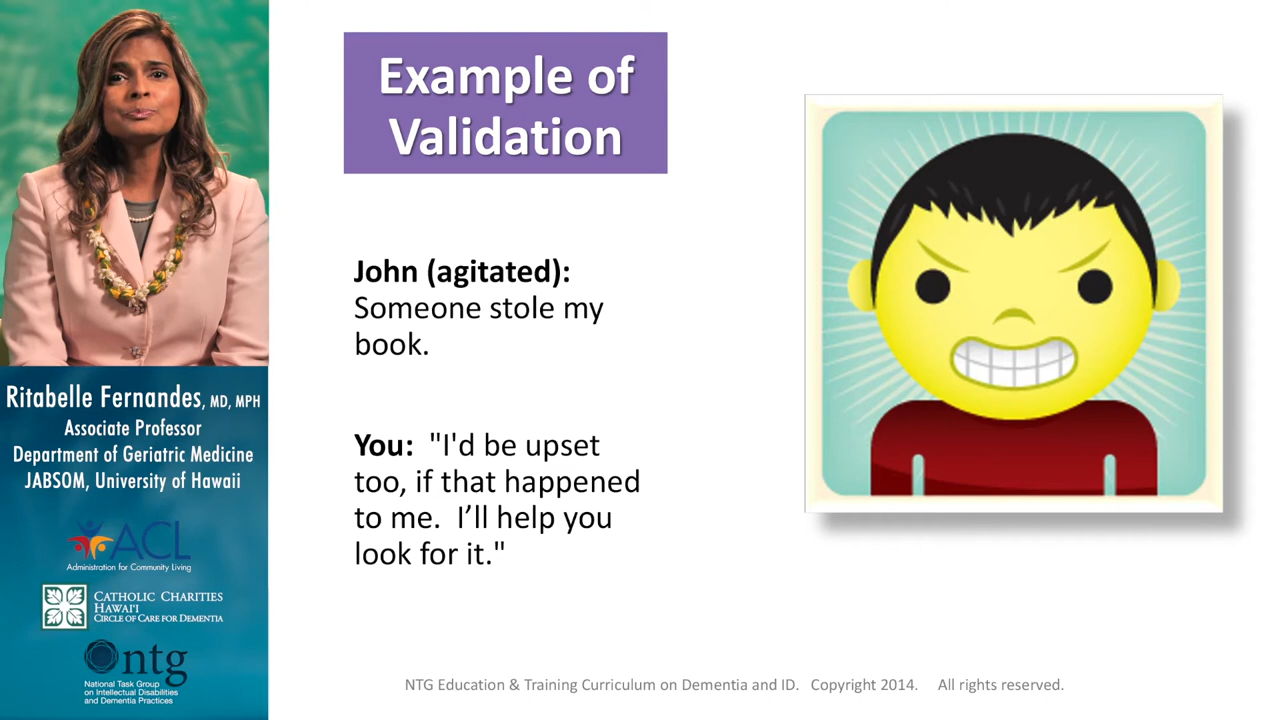 Example of
Validation
John (agitated):
Someone stole my
book.
You: "I'd be upset
too, if that happened
to me. I’ll help you
look for it."
Ritabelle Fernandes, MD, MPH
Associate Professor
Department of Geriatric Medicine
JABSOM, University of Hawaii
ACL
Administration for Community Living
CATHOLIC CHARITIES
HAWAI‘I
CIRCLE OF CARE FOR DEMENTIA
ntg
National Task Group
on Intellectual Disabilities
and Dementia Practices
NTG Education & Training Curriculum on Dementia and ID. Copyright 2014. All rights reserved.